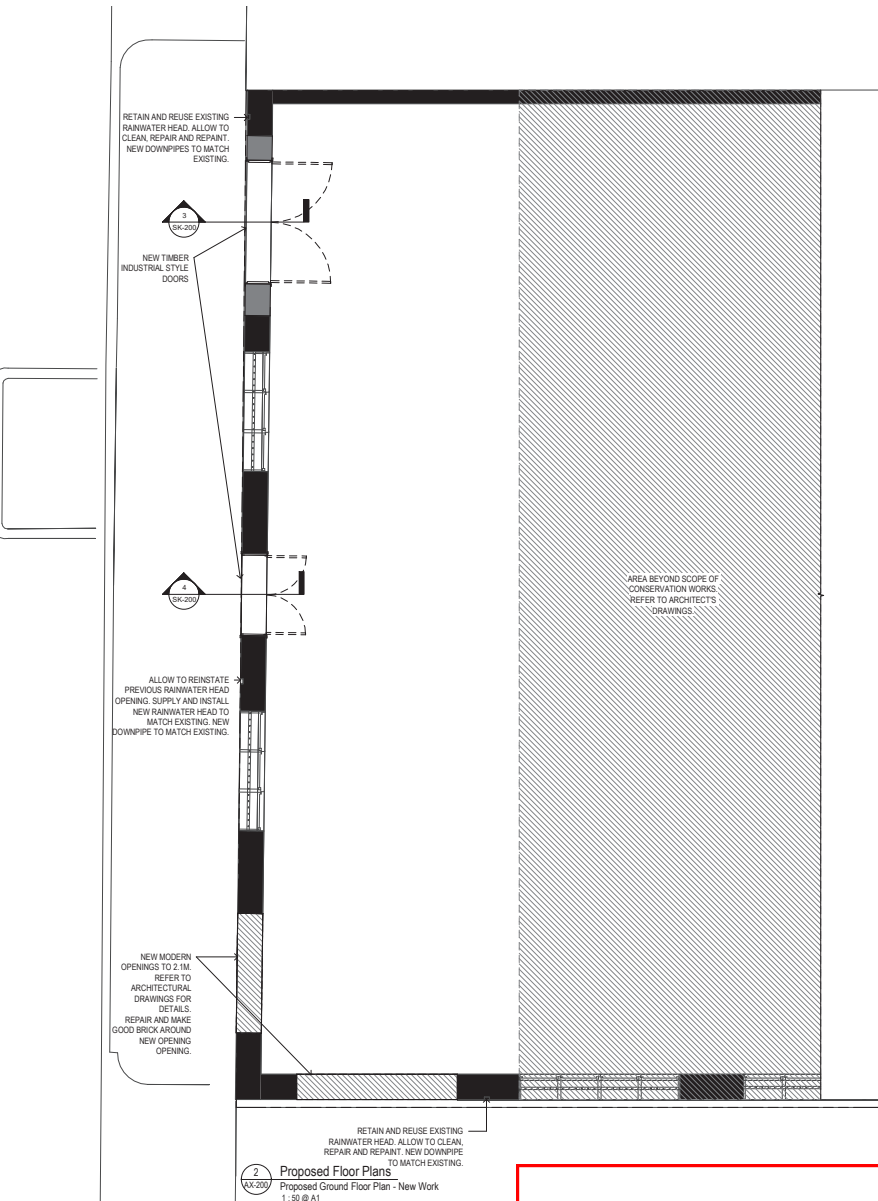 RETAIN AND REUSE EXISTING
RAINWATER HEAD. ALLOW TO
CLEAN, REPAIR AND REPAINT.
NEW DOWNPIPES TO MATCH
EXISTING.
3
SK-200
NEW TIMBER
INDUSTRIAL STYLE
DOORS
4
SK-200
AREA BEYOND SCOPE OF
CONSERVATION WORKS.
REFER TO ARCHITECT'S
DRAWINGS.
ALLOW TO REINSTATE
PREVIOUS RAINWATER HEAD
OPENING. SUPPLY AND INSTALL
NEW RAINWATER HEAD TO
MATCH EXISTING. NEW
DOWNPIPE TO MATCH EXISTING.
NEW MODERN
OPENINGS TO 2.1M.
REFER TO
ARCHITECTURAL
DRAWINGS FOR
DETAILS.
REPAIR AND MAKE
GOOD BRICK AROUND
NEW OPENING
OPENING.
RETAIN AND REUSE EXISTING
RAINWATER HEAD. ALLOW TO CLEAN,
REPAIR AND REPAINT. NEW DOWNPIPE
TO MATCH EXISTING.
2
AX-200
Proposed Floor Plans
Proposed Ground Floor Plan - New Work
1 : 50 @ A1